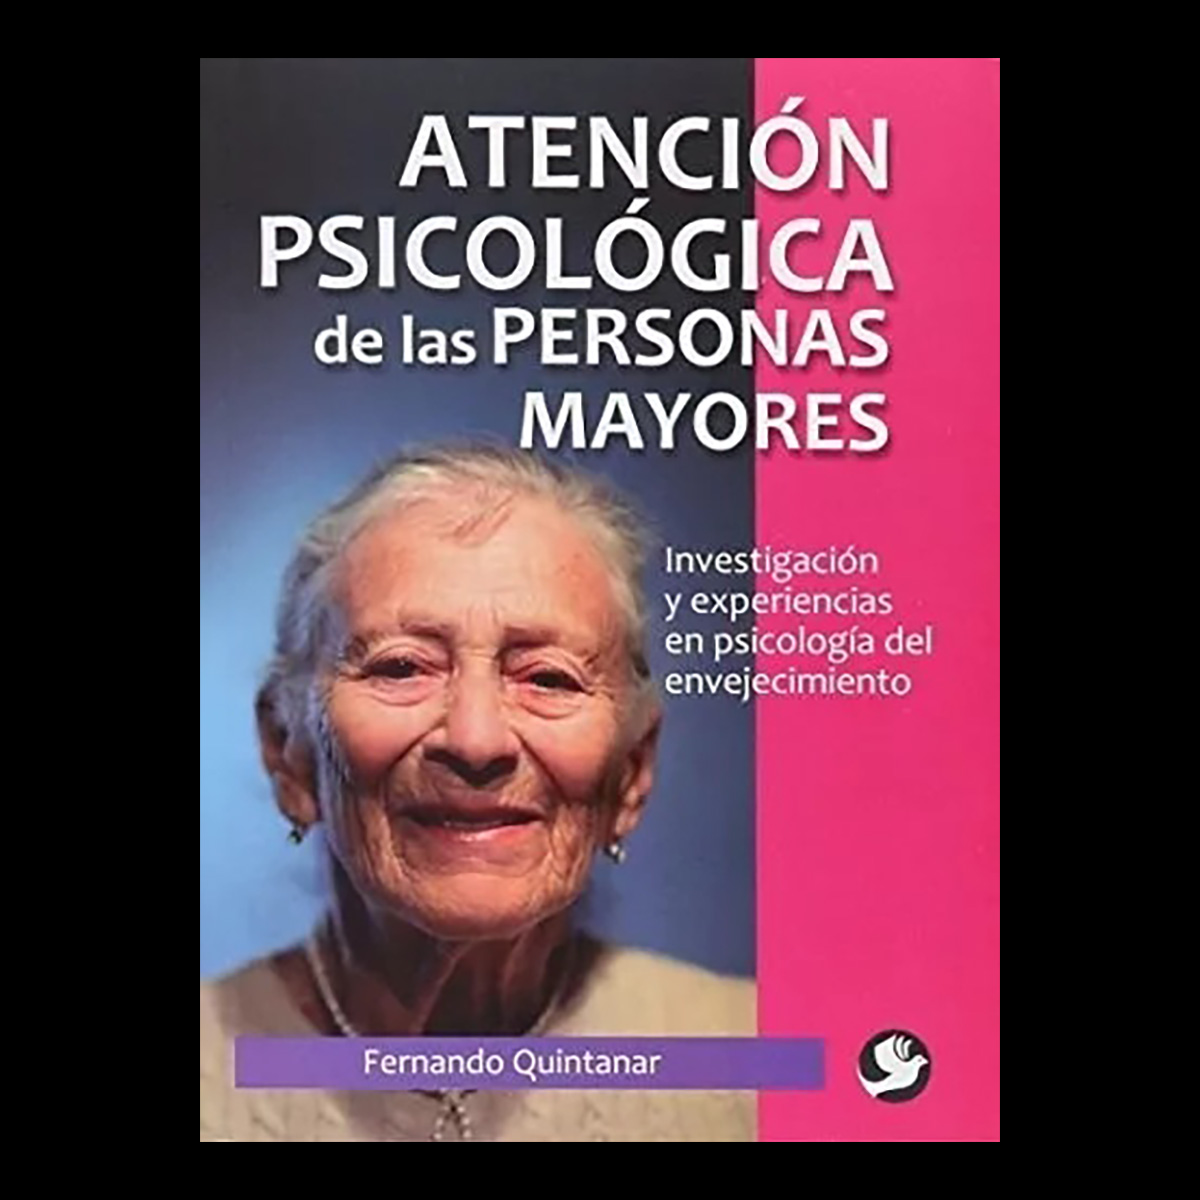 ATENCIÓN
PSICOLÓGICA
de las PERSONAS
MAYORES
Investigación
y experiencias
en psicología del
envejecimiento
Fernando Quintanar